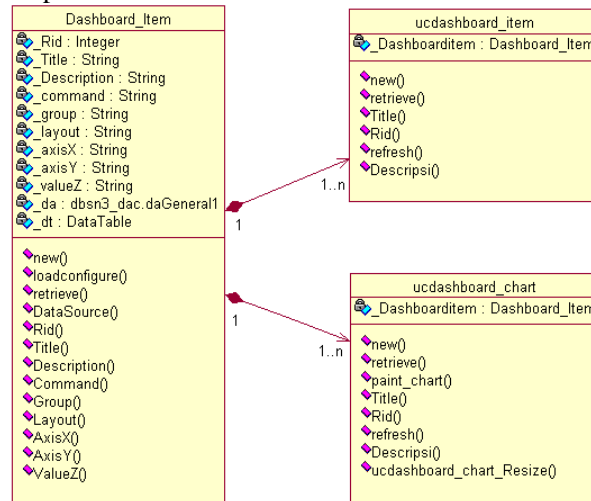 Dashboard_Item
_Rid : Integer
_Title : String
_Description : String
_command : String
_group : String
_layout : String
_axisX : String
_axisY : String
_valueZ : String
_da : dbsn3_dac.daGeneral1
_dt : DataTable
new()
loadconfigure()
retrieve()
DataSource()
Rid()
Title()
Description()
Command()
Group()
Layout()
AxisX()
AxisY()
ValueZ()
1
1..n
1
1..n
ucdashboard_item
_Dashboarditem : Dashboard_Item
new()
retrieve()
Title()
Rid()
refresh()
Descripsi()
ucdashboard_chart
_Dashboarditem : Dashboard_Item
new()
retrieve()
paint_chart()
Title()
Rid()
refresh()
Descripsi()
ucdashboard_chart_Resize()